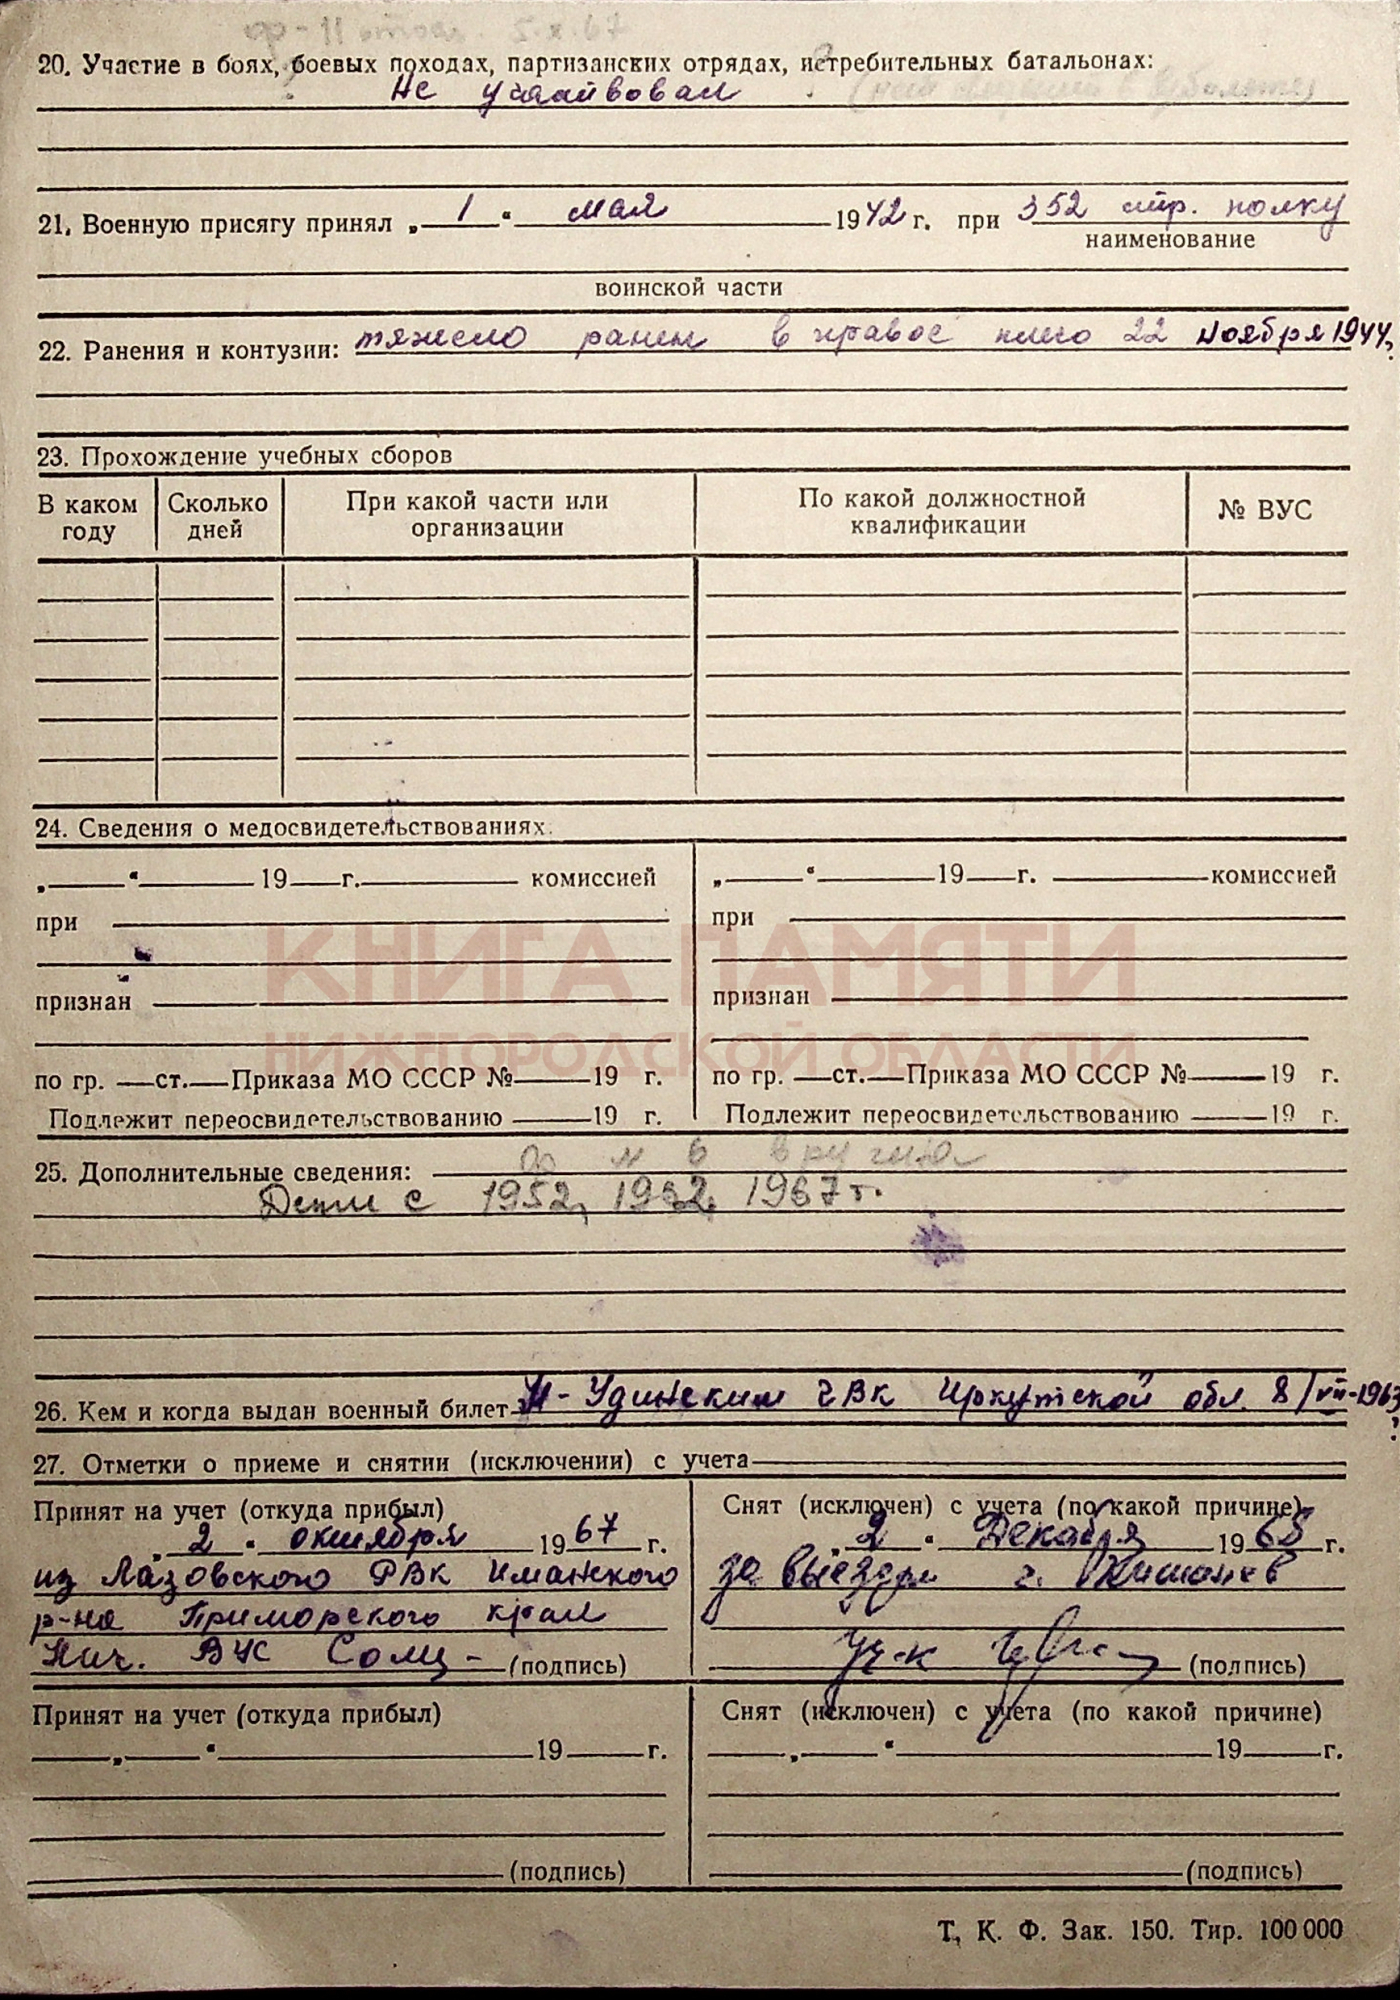 5.X.67
20. Участие в боях, боевых походах, партизанских отрядах, истребительных батальонах:
Не участвовал
21. Военную присягу принял „ 1 “ мая 1942 г. при 352 стр. полку
наименование
воинской части
22. Ранения и контузии: тяжело ранен в правое плечо 22 ноября 1944,
23. Прохождение учебных сборов
В каком году Сколько дней При какой части или организации По какой должностной квалификации № ВУС
24. Сведения о медосвидетельствованиях.
„ “ 19 г. комиссией „ “ 19 г. комиссией
при при
КНИГА ПАМЯТИ
признан признан
НИЖЕГОРОДСКОЙ ОБЛАСТИ
по гр. ст. Приказа МО СССР № 19 г. по гр. ст. Приказа МО СССР № 19 г.
Подлежит переосвидетельствованию 19 г. Подлежит переосвидетельствованию 19 г.
25. Дополнительные сведения:
Дети с 1952, 1962, 1967 г.
26. Кем и когда выдан военный билет Н-Удинским ГВК Иркутской обл. 8/VII-1963
27. Отметки о приеме и снятии (исключении) с учета
Принят на учет (откуда прибыл) Снят (исключен) с учета (по какой причине)
„ 2 “ октября 1967 г. „ 2 “ Декабря 1968 г.
из Лазовского РВК Иманского за выездом г. Кишинев
р-на Приморского края
Нач. ВУС (подпись) (подпись)
Принят на учет (откуда прибыл) Снят (исключен) с учета (по какой причине)
„ “ 19 г. „ “ 19 г.
(подпись) (подпись)
Т. К. Ф. Зак. 150. Тир. 100 000